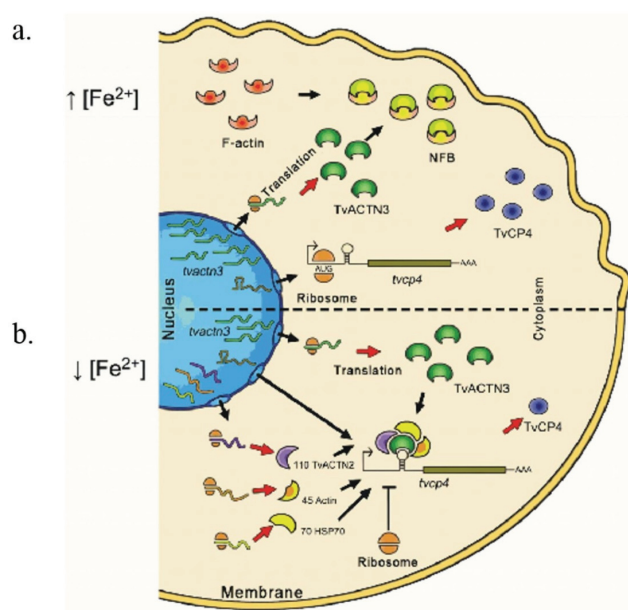 a.
↑ [Fe2+]
F-actin
NFB
Translation
TvACTN3
TvCP4
tvactn3
AUG
AAA
Ribosome
tvcp4
Nucleus
Cytoplasm
b.
tvactn3
↓ [Fe2+]
Translation
TvACTN3
TvCP4
110 TvACTN2
AAA
tvcp4
45 Actin
70 HSP70
Ribosome
Membrane